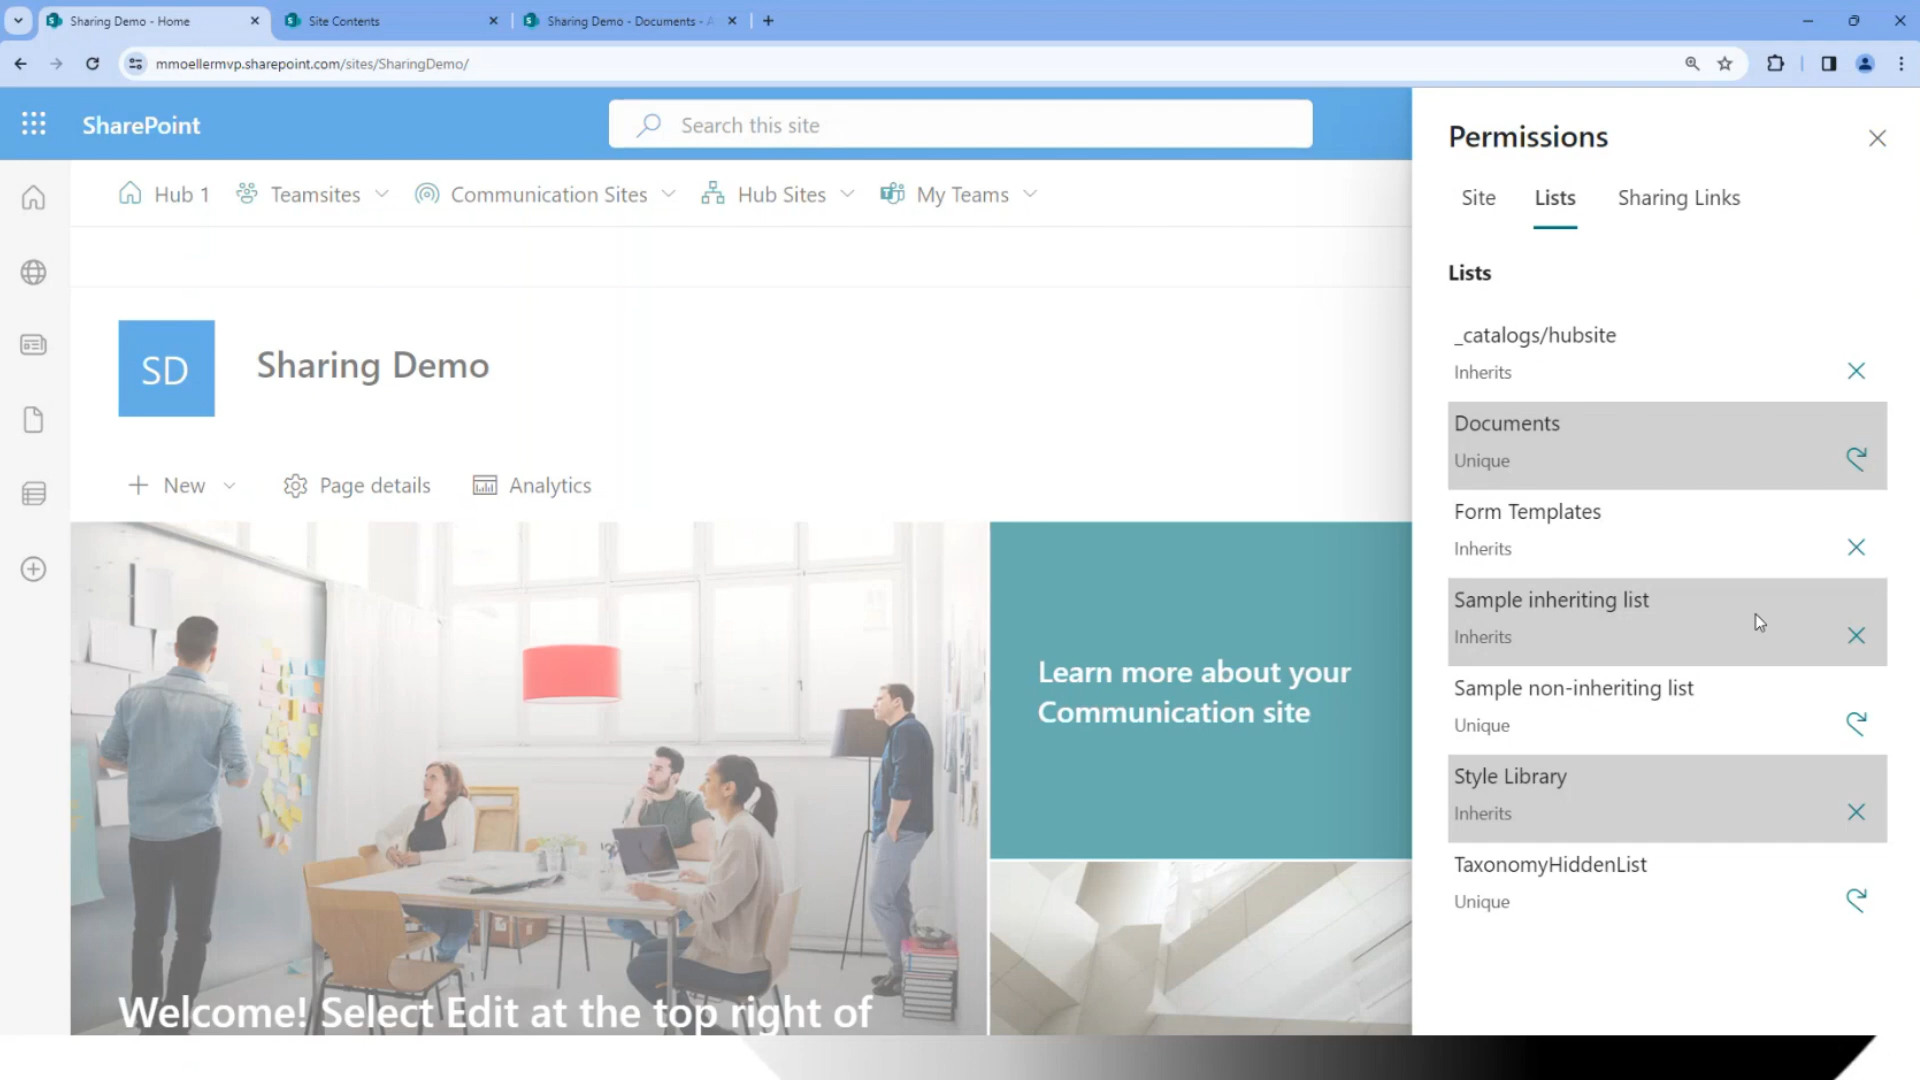 Sharing Demo - Home
Site Contents
Sharing Demo - Documents - A
mmoellermvp.sharepoint.com/sites/SharingDemo/
SharePoint
Search this site
Hub 1
Teamsites
Communication Sites
Hub Sites
My Teams
SD
Sharing Demo
New
Page details
Analytics
Learn more about your
Communication site
Welcome! Select Edit at the top right of
Permissions
Site
Lists
Sharing Links
Lists
_catalogs/hubsite
Inherits
Documents
Unique
Form Templates
Inherits
Sample inheriting list
Inherits
Sample non-inheriting list
Unique
Style Library
Inherits
TaxonomyHiddenList
Unique